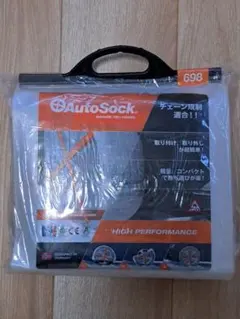 698
AutoSock
チェーン規制
適合!!
取り付け、取り外し
が超簡単!
軽量、コンパクト
で持ち運びが楽!
HIGH PERFORMANCE